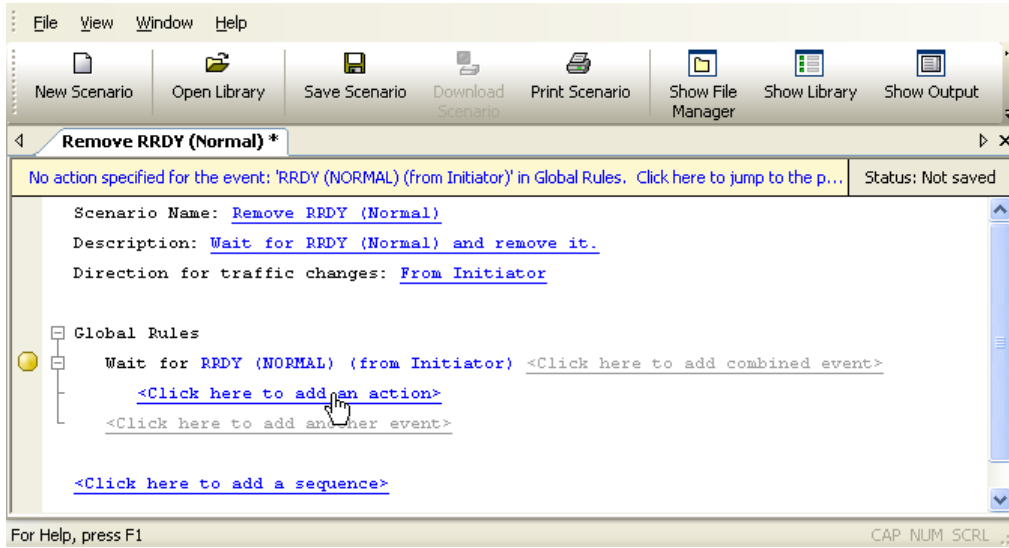 File View Window Help
New Scenario Open Library Save Scenario Download Scenario Print Scenario Show File Manager Show Library Show Output
Remove RRDY (Normal) *
No action specified for the event: 'RRDY (NORMAL) (from Initiator)' in Global Rules. Click here to jump to the p... Status: Not saved
Scenario Name: Remove RRDY (Normal)
Description: Wait for RRDY (Normal) and remove it.
Direction for traffic changes: From Initiator
Global Rules
Wait for RRDY (NORMAL) (from Initiator) <Click here to add combined event>
<Click here to add an action>
<Click here to add another event>
<Click here to add a sequence>
For Help, press F1 CAP NUM SCRL